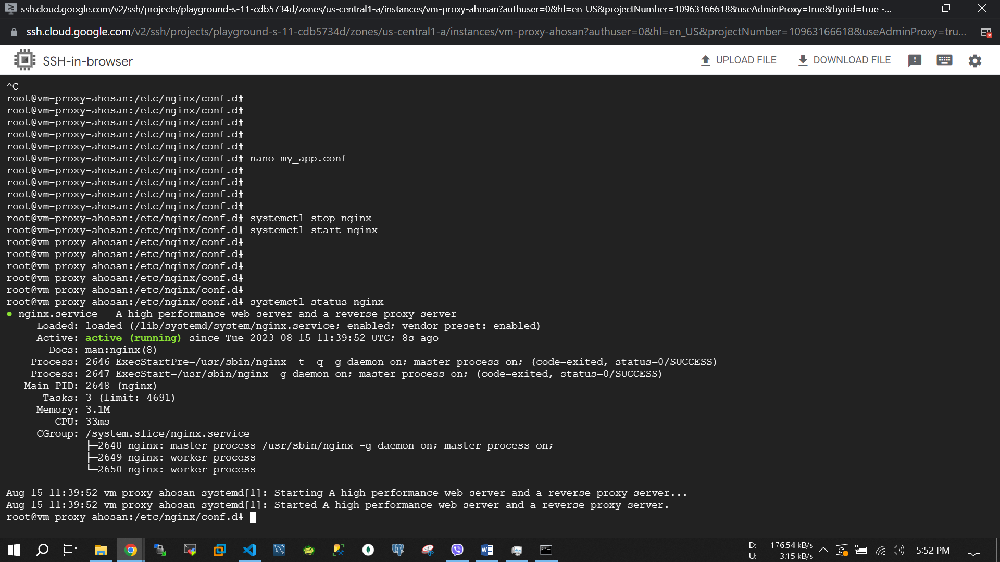 ssh.cloud.google.com/v2/ssh/projects/playground-s-11-cdb5734d/zones/us-central1-a/instances/vm-proxy-ahosan?authuser=0&hl=en_US&projectNumber=10963166618&useAdminProxy=true&byoid=true -...
ssh.cloud.google.com/v2/ssh/projects/playground-s-11-cdb5734d/zones/us-central1-a/instances/vm-proxy-ahosan?authuser=0&hl=en_US&projectNumber=10963166618&useAdminProxy=tru...
SSH-in-browser UPLOAD FILE DOWNLOAD FILE
^C
root@vm-proxy-ahosan:/etc/nginx/conf.d#
root@vm-proxy-ahosan:/etc/nginx/conf.d#
root@vm-proxy-ahosan:/etc/nginx/conf.d#
root@vm-proxy-ahosan:/etc/nginx/conf.d#
root@vm-proxy-ahosan:/etc/nginx/conf.d#
root@vm-proxy-ahosan:/etc/nginx/conf.d# nano my_app.conf
root@vm-proxy-ahosan:/etc/nginx/conf.d#
root@vm-proxy-ahosan:/etc/nginx/conf.d#
root@vm-proxy-ahosan:/etc/nginx/conf.d#
root@vm-proxy-ahosan:/etc/nginx/conf.d#
root@vm-proxy-ahosan:/etc/nginx/conf.d# systemctl stop nginx
root@vm-proxy-ahosan:/etc/nginx/conf.d# systemctl start nginx
root@vm-proxy-ahosan:/etc/nginx/conf.d#
root@vm-proxy-ahosan:/etc/nginx/conf.d#
root@vm-proxy-ahosan:/etc/nginx/conf.d#
root@vm-proxy-ahosan:/etc/nginx/conf.d#
root@vm-proxy-ahosan:/etc/nginx/conf.d#
root@vm-proxy-ahosan:/etc/nginx/conf.d# systemctl status nginx
● nginx.service - A high performance web server and a reverse proxy server
Loaded: loaded (/lib/systemd/system/nginx.service; enabled; vendor preset: enabled)
Active: active (running) since Tue 2023-08-15 11:39:52 UTC; 8s ago
Docs: man:nginx(8)
Process: 2646 ExecStartPre=/usr/sbin/nginx -t -q -g daemon on; master_process on; (code=exited, status=0/SUCCESS)
Process: 2647 ExecStart=/usr/sbin/nginx -g daemon on; master_process on; (code=exited, status=0/SUCCESS)
Main PID: 2648 (nginx)
Tasks: 3 (limit: 4691)
Memory: 3.1M
CPU: 33ms
CGroup: /system.slice/nginx.service
├─2648 nginx: master process /usr/sbin/nginx -g daemon on; master_process on;
├─2649 nginx: worker process
└─2650 nginx: worker process
Aug 15 11:39:52 vm-proxy-ahosan systemd[1]: Starting A high performance web server and a reverse proxy server...
Aug 15 11:39:52 vm-proxy-ahosan systemd[1]: Started A high performance web server and a reverse proxy server.
root@vm-proxy-ahosan:/etc/nginx/conf.d#
D: 176.54 kB/s
U: 3.15 kB/s
5:52 PM